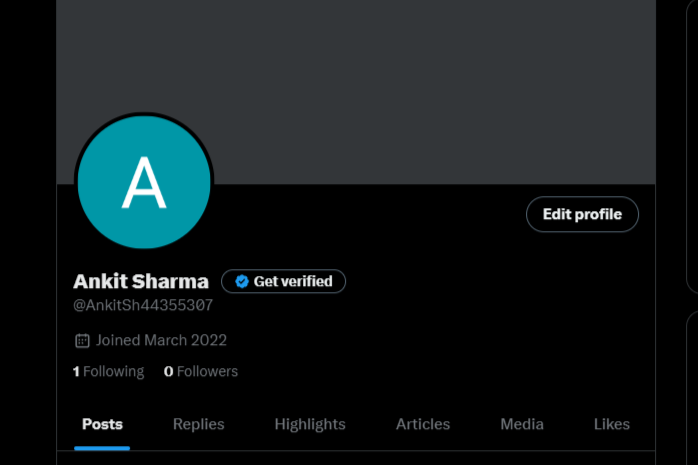 A
Edit profile
Ankit Sharma Get verified
@AnkitSh44355307
Joined March 2022
1 Following 0 Followers
Posts Replies Highlights Articles Media Likes